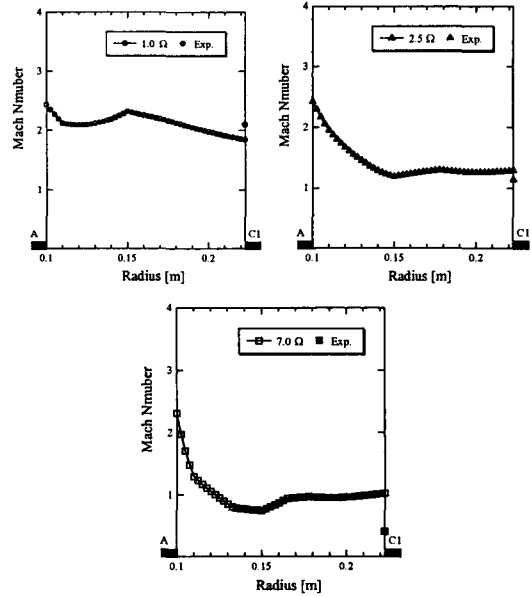 4
3
2
1
Mach Nmuber
1.0 Ω Exp.
A
C1
0.1 0.15 0.2
Radius [m]
4
3
2
1
Mach Nmuber
2.5 Ω Exp.
A
C1
0.1 0.15 0.2
Radius [m]
4
3
2
1
Mach Nmuber
7.0 Ω Exp.
A
C1
0.1 0.15 0.2
Radius [m]